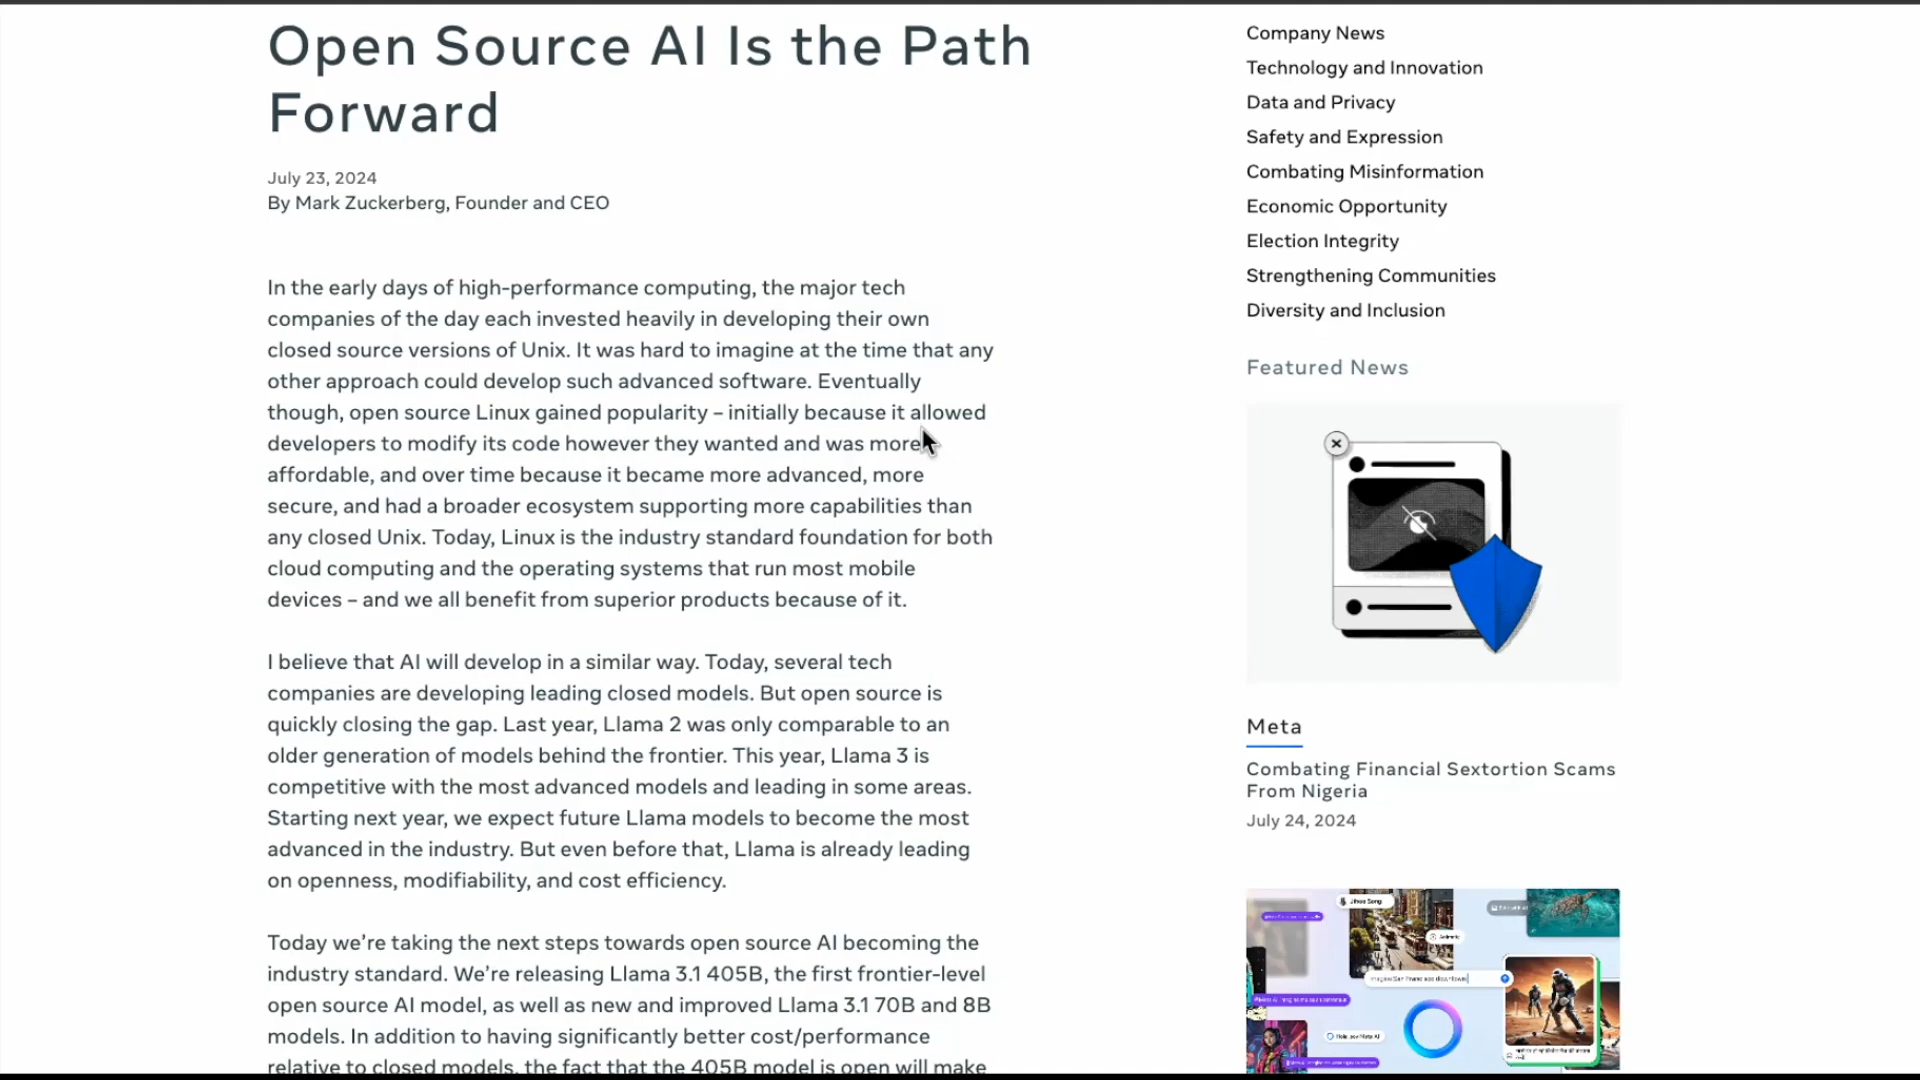 Open Source AI Is the Path
Forward
July 23, 2024
By Mark Zuckerberg, Founder and CEO
In the early days of high-performance computing, the major tech
companies of the day each invested heavily in developing their own
closed source versions of Unix. It was hard to imagine at the time that any
other approach could develop such advanced software. Eventually
though, open source Linux gained popularity – initially because it allowed
developers to modify its code however they wanted and was more
affordable, and over time because it became more advanced, more
secure, and had a broader ecosystem supporting more capabilities than
any closed Unix. Today, Linux is the industry standard foundation for both
cloud computing and the operating systems that run most mobile
devices – and we all benefit from superior products because of it.
I believe that AI will develop in a similar way. Today, several tech
companies are developing leading closed models. But open source is
quickly closing the gap. Last year, Llama 2 was only comparable to an
older generation of models behind the frontier. This year, Llama 3 is
competitive with the most advanced models and leading in some areas.
Starting next year, we expect future Llama models to become the most
advanced in the industry. But even before that, Llama is already leading
on openness, modifiability, and cost efficiency.
Today we’re taking the next steps towards open source AI becoming the
industry standard. We’re releasing Llama 3.1 405B, the first frontier-level
open source AI model, as well as new and improved Llama 3.1 70B and 8B
models. In addition to having significantly better cost/performance
relative to closed models, the fact that the 405B model is open will make
Company News
Technology and Innovation
Data and Privacy
Safety and Expression
Combating Misinformation
Economic Opportunity
Election Integrity
Strengthening Communities
Diversity and Inclusion
Featured News
Meta
Combating Financial Sextortion Scams
From Nigeria
July 24, 2024